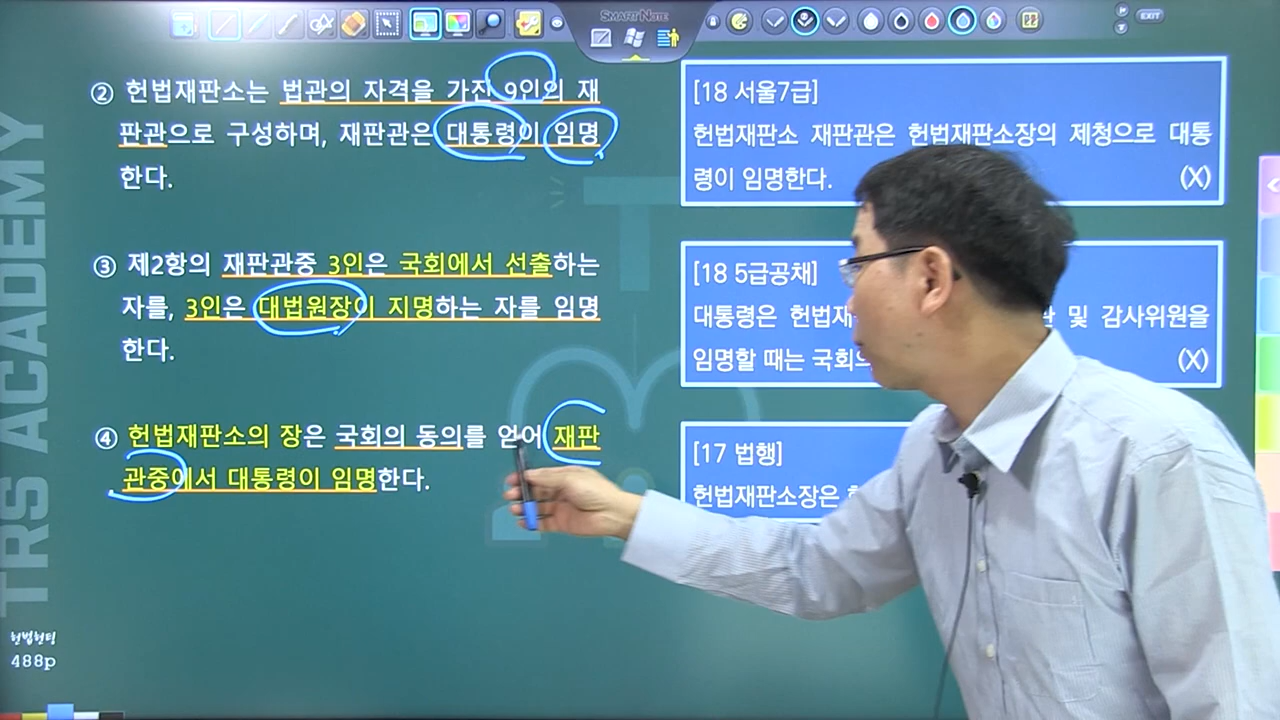 SMART NOTE
EXIT
② 헌법재판소는 법관의 자격을 가진 9인의 재
판관으로 구성하며, 재판관은 대통령이 임명
한다.
③ 제2항의 재판관중 3인은 국회에서 선출하는
자를, 3인은 대법원장이 지명하는 자를 임명
한다.
④ 헌법재판소의 장은 국회의 동의를 얻어 재판
관중에서 대통령이 임명한다.
[18 서울7급]
헌법재판소 재판관은 헌법재판소장의 제청으로 대통
령이 임명한다. (X)
[18 5급공채]
대통령은 헌법재 및 감사위원을
임명할 때는 국회의 (X)
[17 법행]
헌법재판소장은
TRS ACADEMY
헌법헌팅
488p